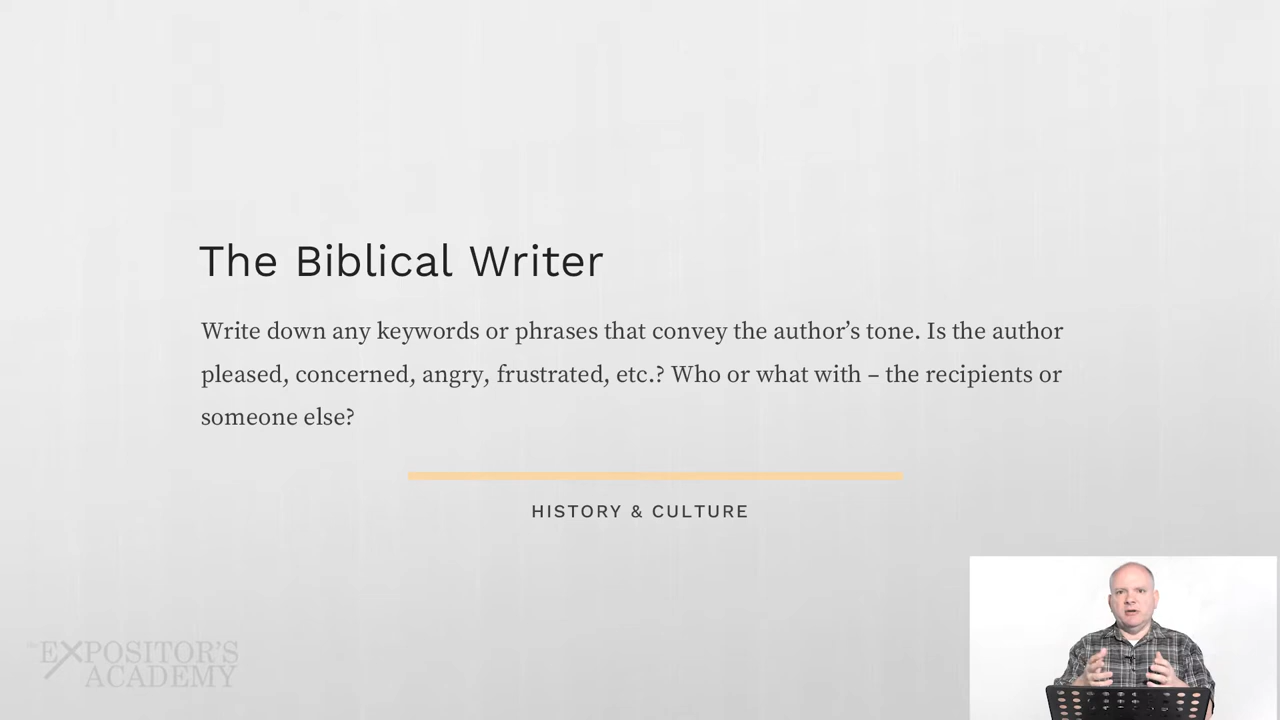 The Biblical Writer
Write down any keywords or phrases that convey the author’s tone. Is the author
pleased, concerned, angry, frustrated, etc.? Who or what with – the recipients or
someone else?
HISTORY & CULTURE
EXPOSITOR'S
ACADEMY